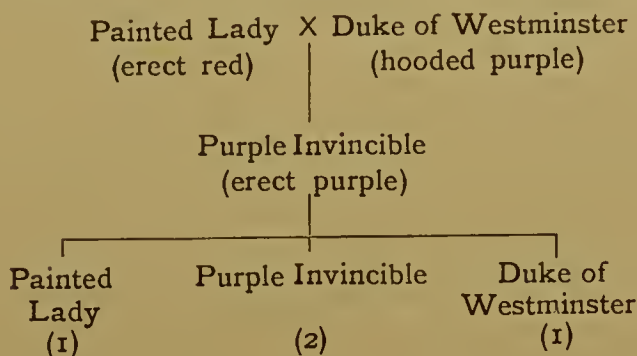 Painted Lady X Duke of Westminster
(erect red) (hooded purple)
Purple Invincible
(erect purple)
Painted Purple Invincible Duke of
Lady Westminster
(1) (2) (1)